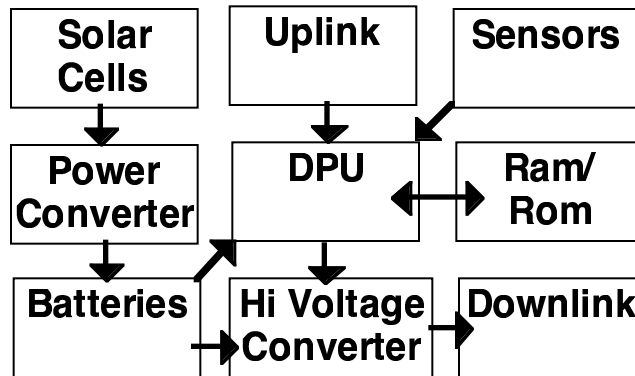 Solar
Cells
Uplink
Sensors
Power
Converter
DPU
Ram/
Rom
Batteries
Hi Voltage
Converter
Downlink